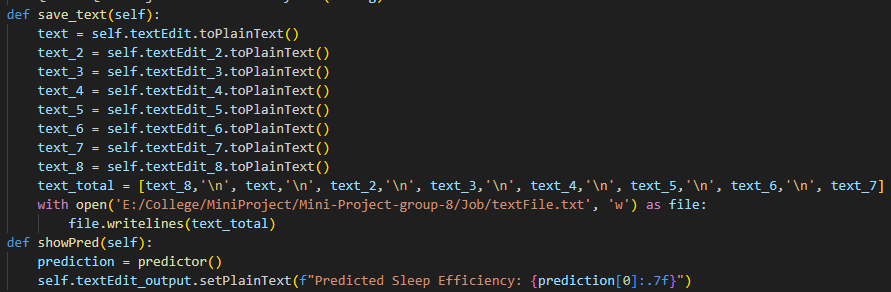 def save_text(self):
    text = self.textEdit.toPlainText()
    text_2 = self.textEdit_2.toPlainText()
    text_3 = self.textEdit_3.toPlainText()
    text_4 = self.textEdit_4.toPlainText()
    text_5 = self.textEdit_5.toPlainText()
    text_6 = self.textEdit_6.toPlainText()
    text_7 = self.textEdit_7.toPlainText()
    text_8 = self.textEdit_8.toPlainText()
    text_total = [text_8,'\n', text,'\n', text_2,'\n', text_3,'\n', text_4,'\n', text_5,'\n', text_6,'\n', text_7]
    with open('E:/College/MiniProject/Mini-Project-group-8/Job/textFile.txt', 'w') as file:
        file.writelines(text_total)
def showPred(self):
    prediction = predictor()
    self.textEdit_output.setPlainText(f"Predicted Sleep Efficiency: {prediction[0]:.7f}")